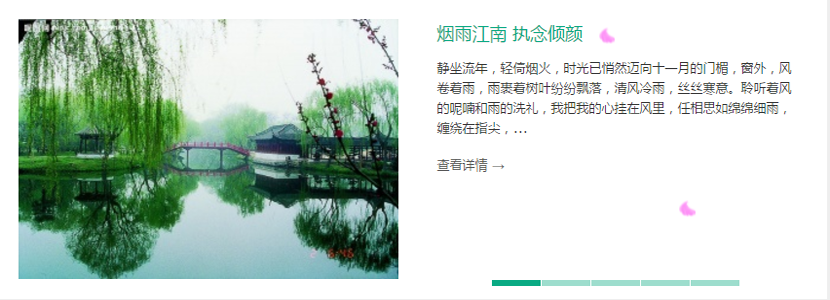 烟雨江南 执念倾颜
静坐流年，轻倚烟火，时光已悄然迈向十一月的门楣，窗外，风
卷着雨，雨裹着树叶纷纷飘落，清风冷雨，丝丝寒意。聆听着风
的呢喃和雨的洗礼，我把我的心挂在风里，任相思如绵绵细雨，
缠绕在指尖，...
查看详情 →